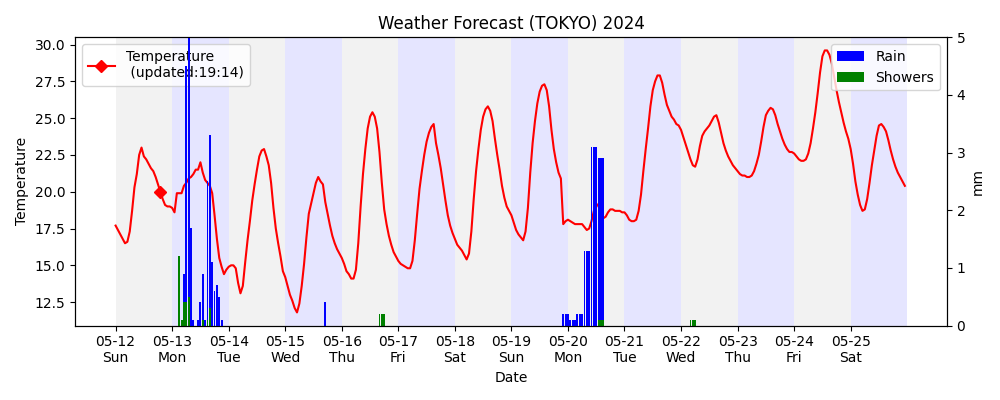 Weather Forecast (TOKYO) 2024
Temperature
(updated:19:14)
Rain
Showers
Temperature
30.0
27.5
25.0
22.5
20.0
17.5
15.0
12.5
5
4
3
2
1
0
mm
05-12 05-13 05-14 05-15 05-16 05-17 05-18 05-19 05-20 05-21 05-22 05-23 05-24 05-25
Sun Mon Tue Wed Thu Fri Sat Sun Mon Tue Wed Thu Fri Sat
Date